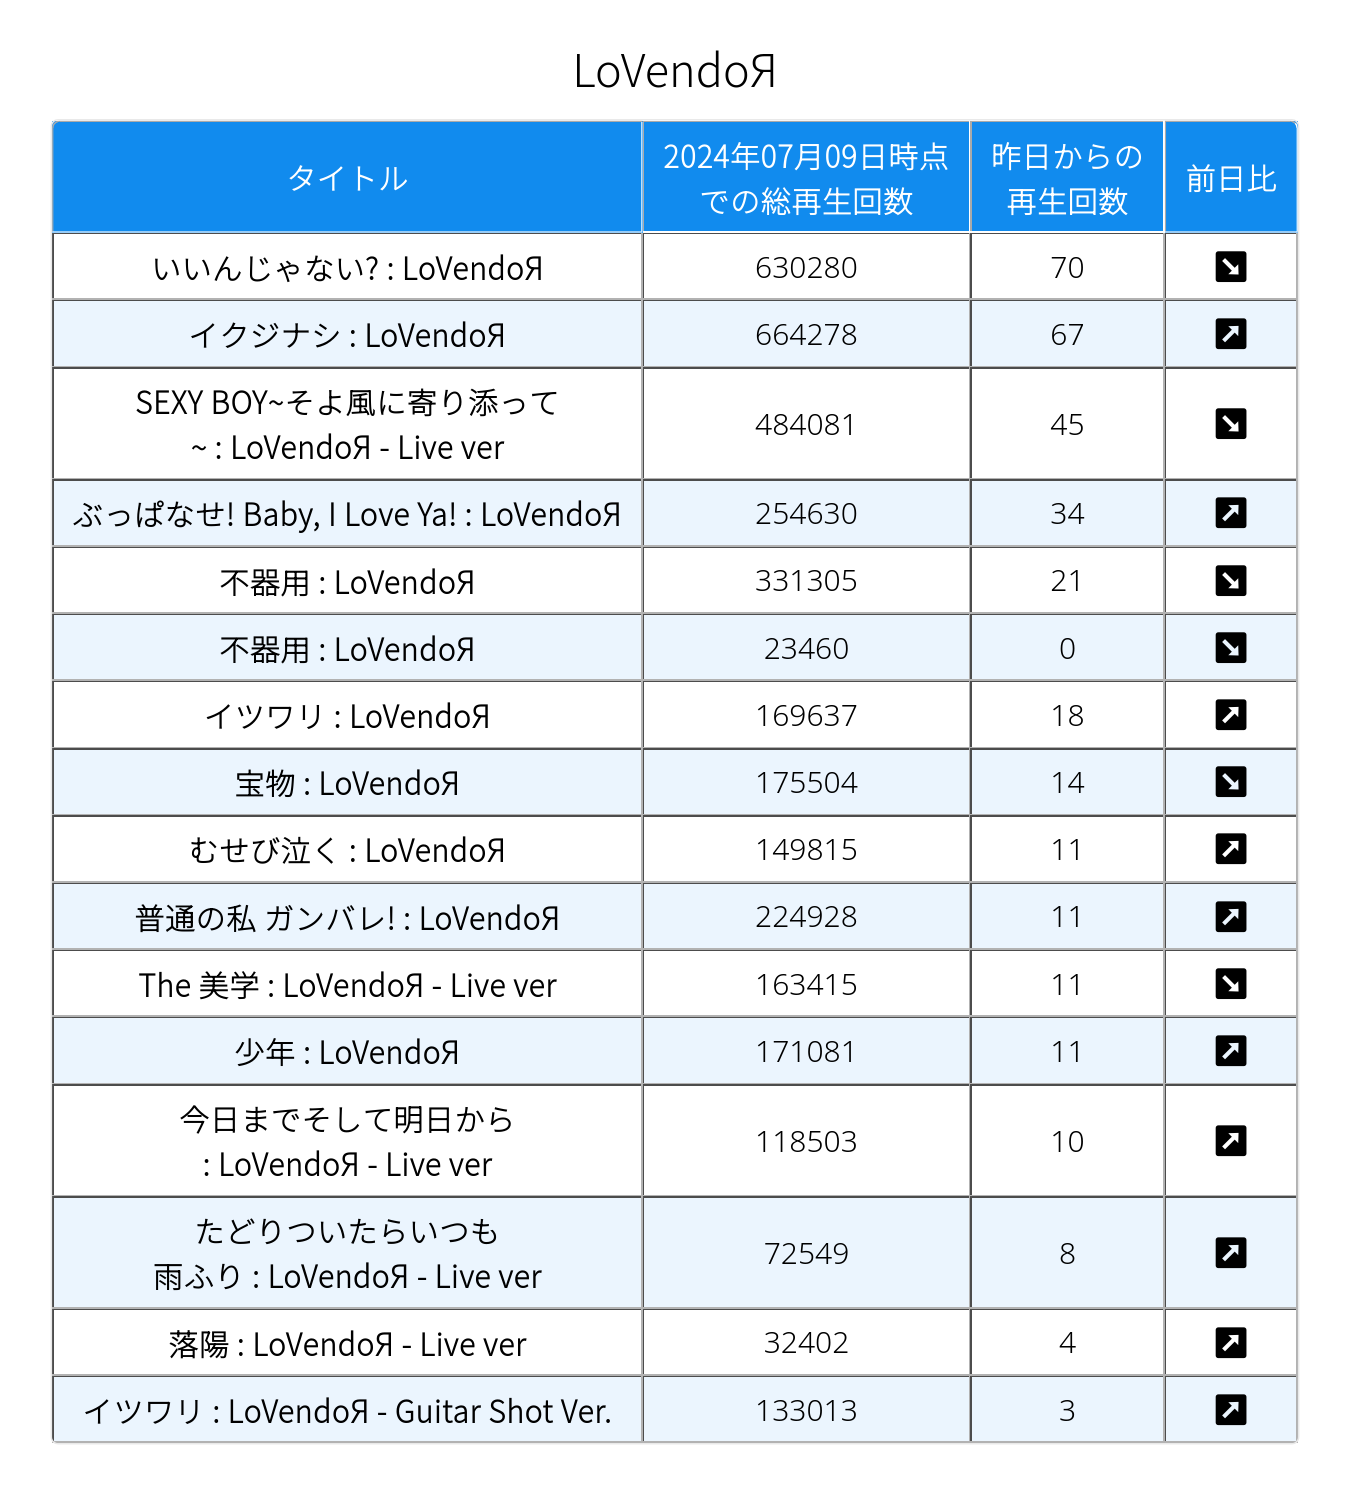 LoVendoЯ
タイトル
2024年07月09日時点
での総再生回数
昨日からの
再生回数
前日比
いいんじゃない? : LoVendoЯ
630280
70
イクジナシ : LoVendoЯ
664278
67
SEXY BOY~そよ風に寄り添って
~ : LoVendoЯ - Live ver
484081
45
ぶっぱなせ! Baby, I Love Ya! : LoVendoЯ
254630
34
不器用 : LoVendoЯ
331305
21
不器用 : LoVendoЯ
23460
0
イツワリ : LoVendoЯ
169637
18
宝物 : LoVendoЯ
175504
14
むせび泣く : LoVendoЯ
149815
11
普通の私 ガンバレ! : LoVendoЯ
224928
11
The 美学 : LoVendoЯ - Live ver
163415
11
少年 : LoVendoЯ
171081
11
今日までそして明日から
: LoVendoЯ - Live ver
118503
10
たどりついたらいつも
雨ふり : LoVendoЯ - Live ver
72549
8
落陽 : LoVendoЯ - Live ver
32402
4
イツワリ : LoVendoЯ - Guitar Shot Ver.
133013
3